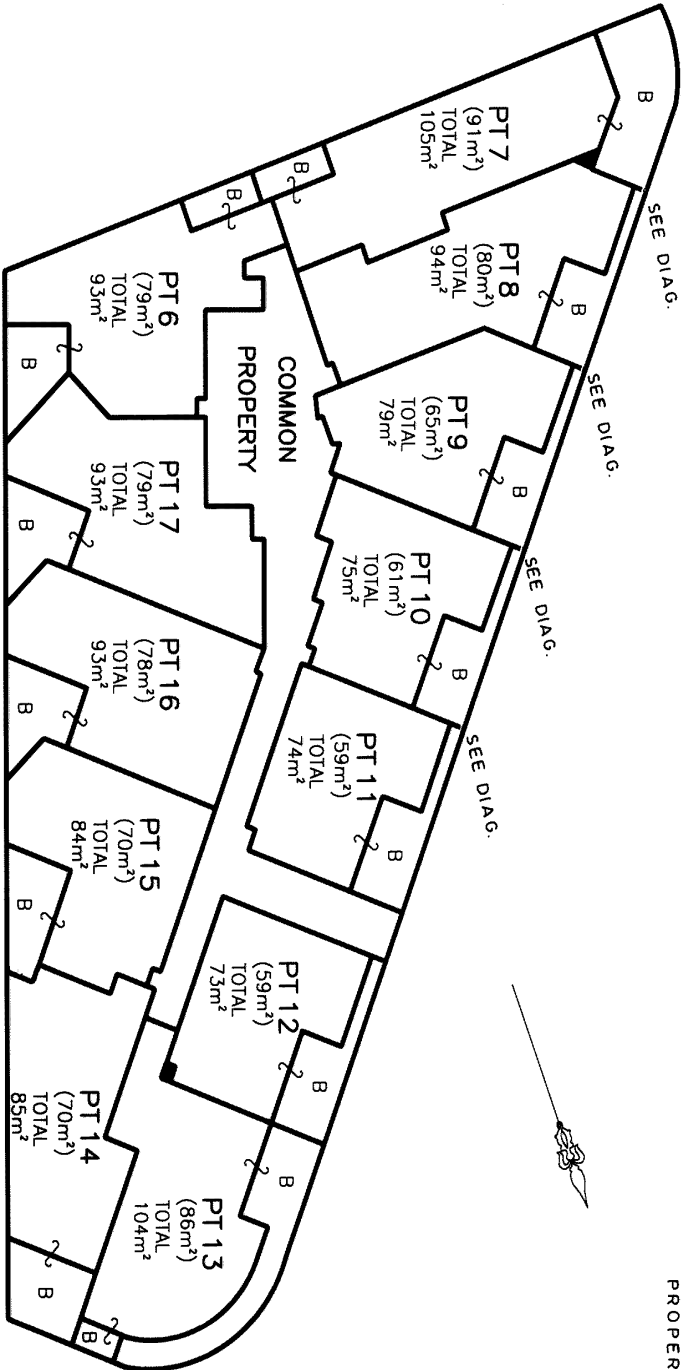 B
PT 7
(91m²)
TOTAL
105m²
SEE DIAG.
B
B
PT 8
(80m²)
TOTAL
94m²
B
SEE DIAG.
PT 6
(79m²)
TOTAL
93m²
B
COMMON
PROPERTY
PT 9
(65m²)
TOTAL
79m²
B
SEE DIAG.
PT 17
(79m²)
TOTAL
93m²
B
PT 10
(61m²)
TOTAL
75m²
B
SEE DIAG.
PT 16
(78m²)
TOTAL
93m²
B
PT 11
(59m²)
TOTAL
74m²
B
PT 15
(70m²)
TOTAL
84m²
B
PT 12
(59m²)
TOTAL
73m²
B
PT 14
(70m²)
TOTAL
85m²
B
PT 13
(86m²)
TOTAL
104m²
B
B
PROPER